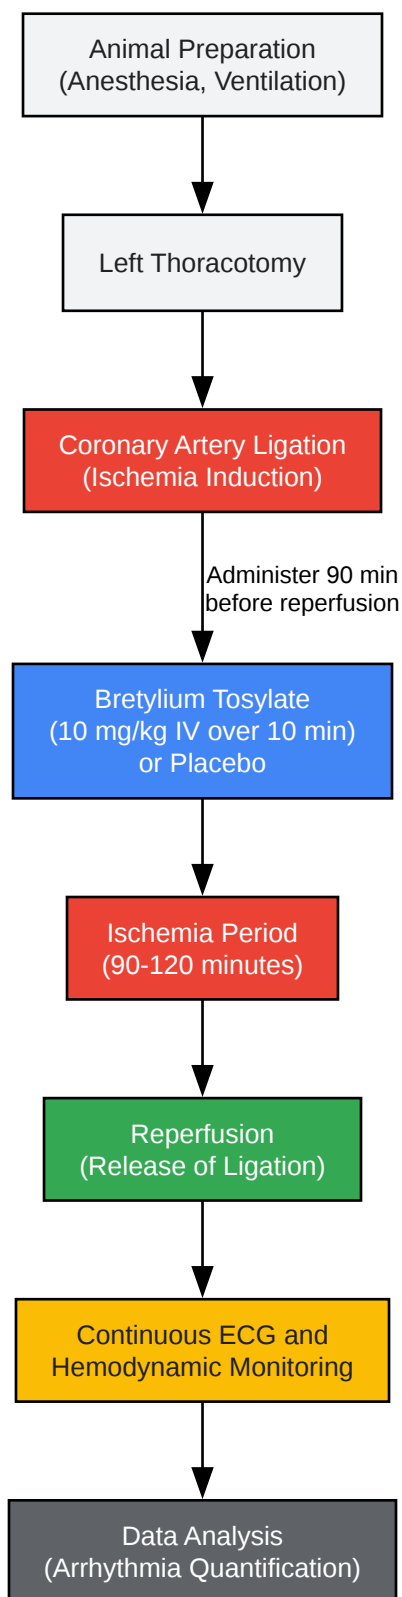 Animal Preparation
(Anesthesia, Ventilation)
Left Thoracotomy
Coronary Artery Ligation
(Ischemia Induction)
Administer 90 min
before reperfusion
Bretylium Tosylate
(10 mg/kg IV over 10 min)
or Placebo
Ischemia Period
(90-120 minutes)
Reperfusion
(Release of Ligation)
Continuous ECG and
Hemodynamic Monitoring
Data Analysis
(Arrhythmia Quantification)